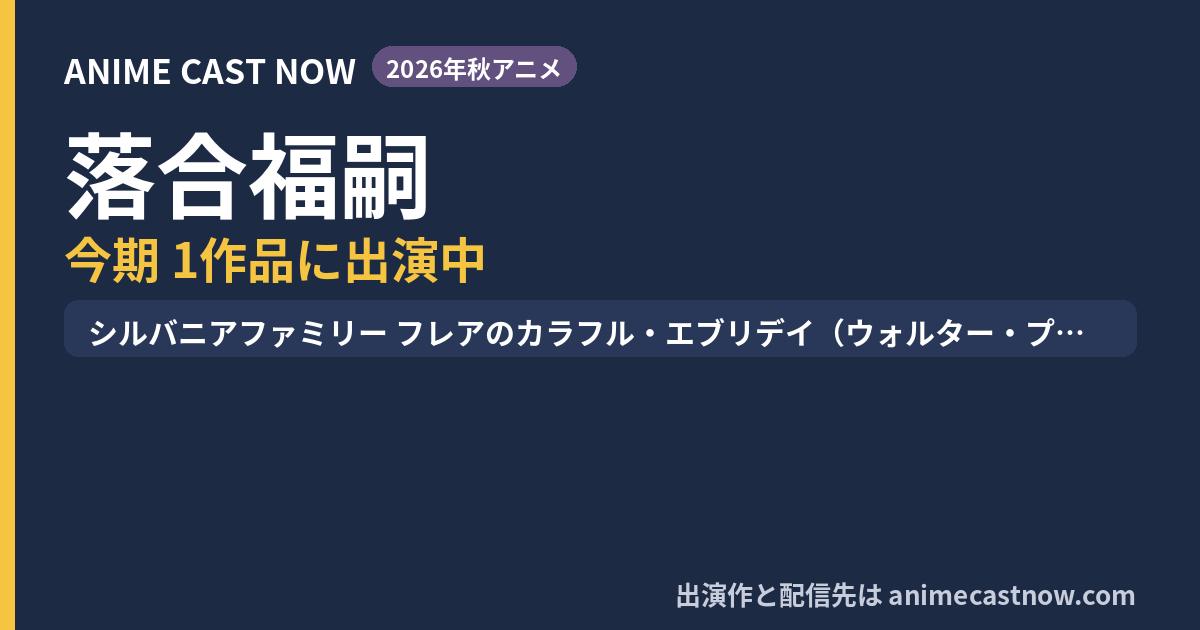 ANIME CAST NOW 2026年秋アニメ
落合福嗣
今期 1作品に出演中
シルバニアファミリー フレアのカラフル・エブリデイ（ウォルター・プ…
出演作と配信先は animecastnow.com